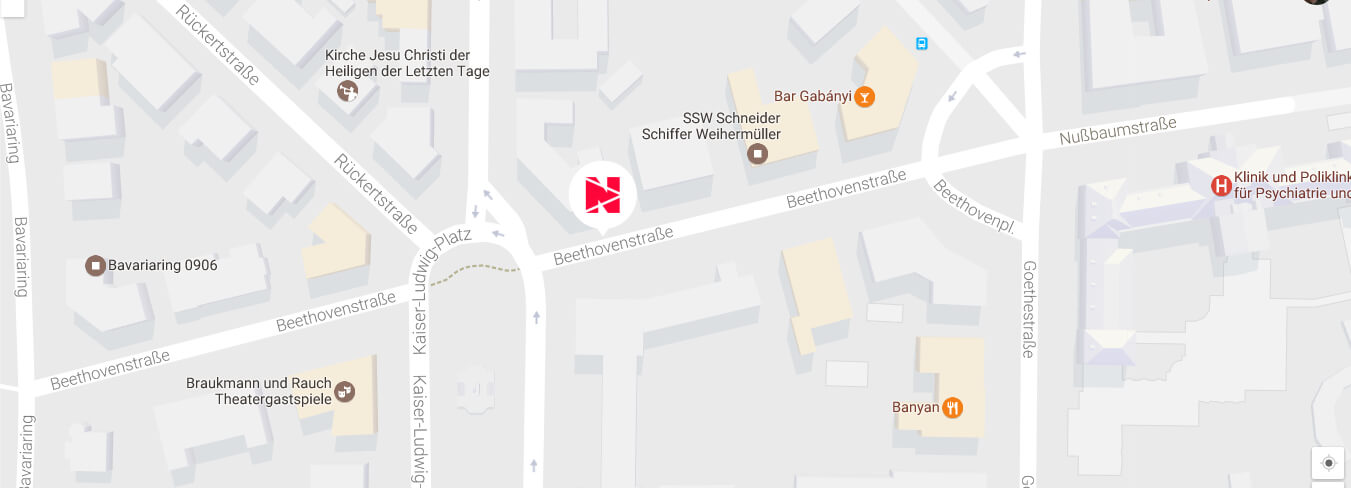 Rückertstraße
Kirche Jesu Christi der
Heiligen der Letzten Tage
Bavariaring
Bar Gabányi
SSW Schneider
Schiffer Weihermüller
Nußbaumstraße
Rückertstraße
Klinik und Poliklinik
für Psychiatrie und
Beethovenstraße
Beethovenpl.
Bavariaring
Kaiser-Ludwig-Platz
Beethovenstraße
Bavariaring 0906
Goethestraße
Beethovenstraße
Beethovenstraße
Braukmann und Rauch
Theatergastspiele
Kaiser-Ludwig-
Banyan
Bavariaring